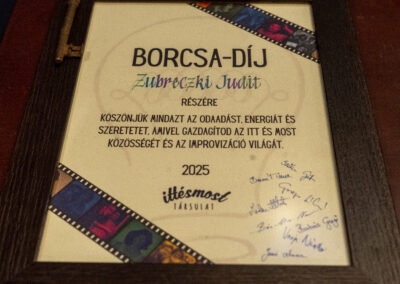 BORCSA-DÍJ
Zubreczki Judit
RÉSZÉRE
KÖSZÖNJÜK MINDAZT AZ ODAADÁST, ENERGIÁT ÉS
SZERETETET, AMIVEL GAZDAGÍTOD AZ ITT ÉS MOST
KÖZÖSSÉGÉT ÉS AZ IMPROVIZÁCIÓ VILÁGÁT.
2025
ittésmost
TÁRSULAT